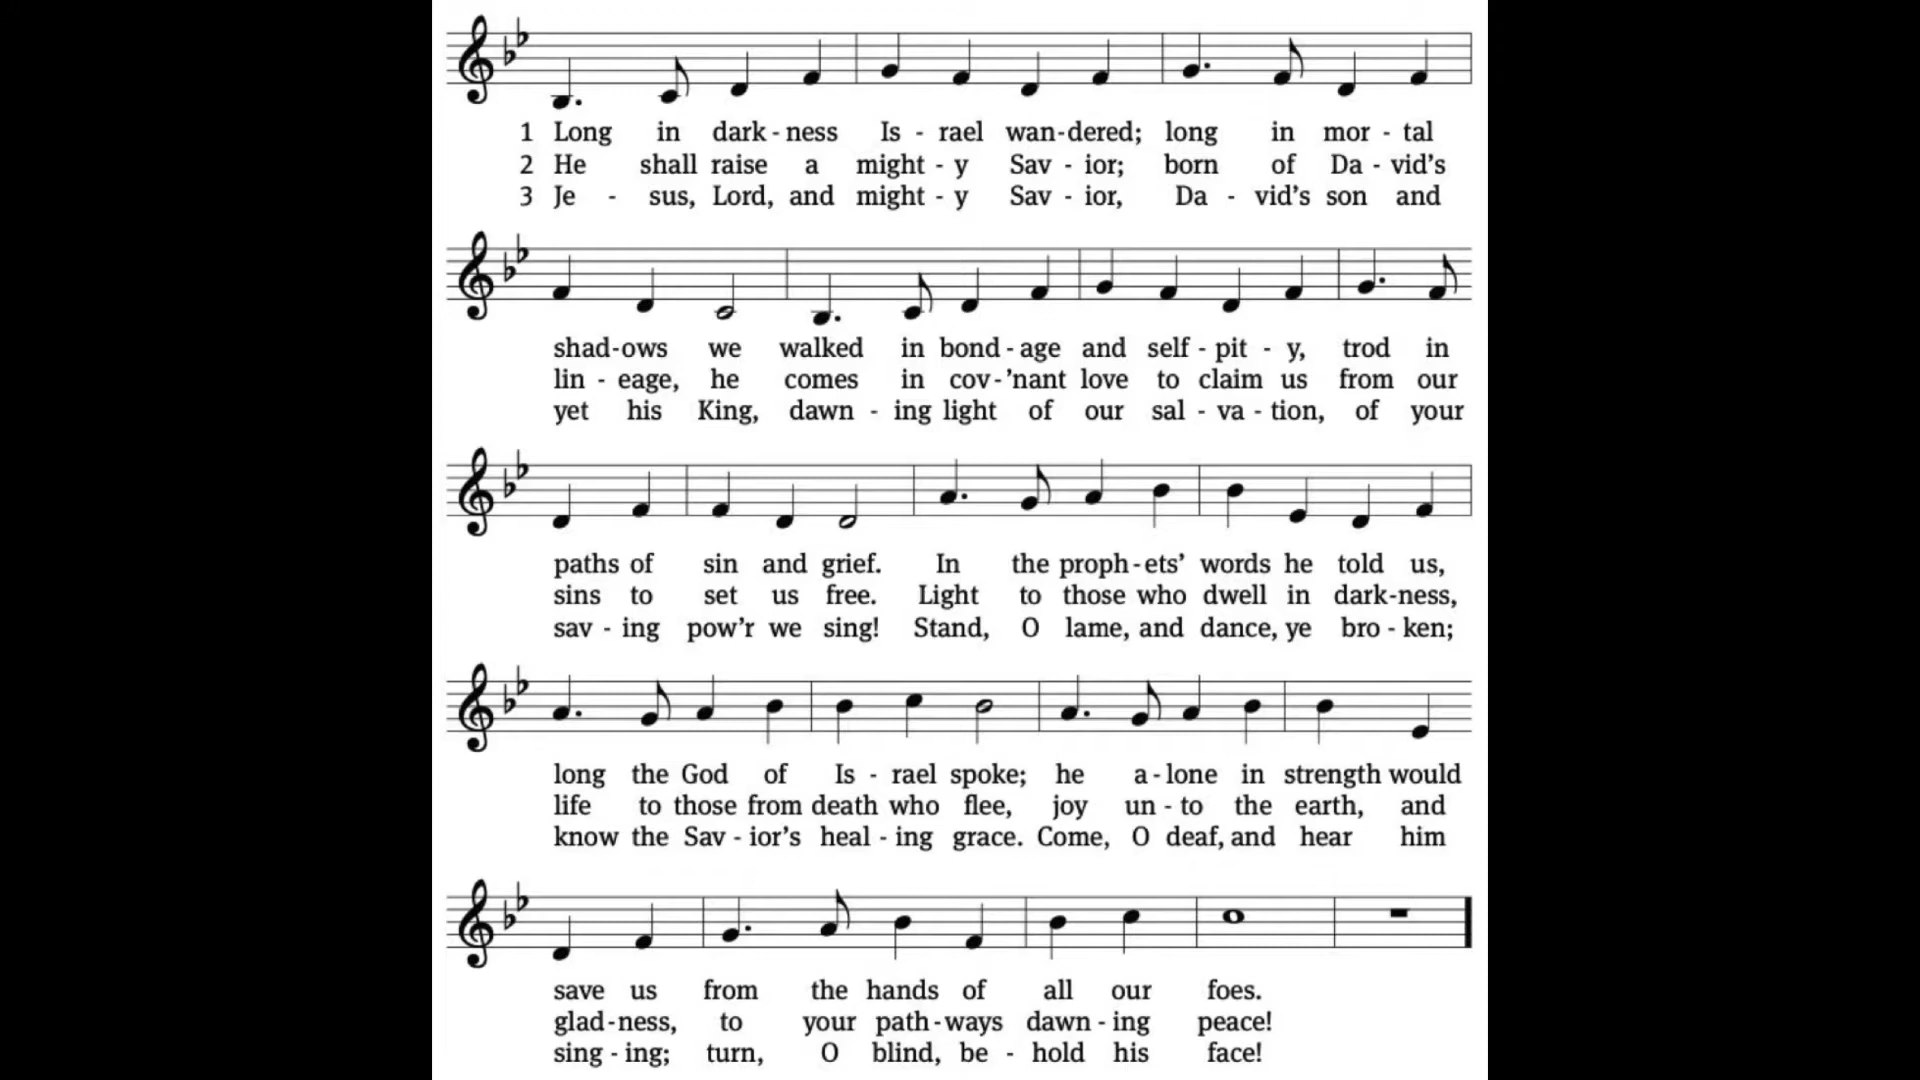 1 Long in dark - ness Is - rael wan - dered; long in mor - tal
2 He shall raise a might - y Sav - ior; born of Da - vid’s
3 Je - sus, Lord, and might - y Sav - ior, Da - vid’s son and
shad - ows we walked in bond - age and self - pit - y, trod in
lin - eage, he comes in cov - ’nant love to claim us from our
yet his King, dawn - ing light of our sal - va - tion, of your
paths of sin and grief. In the proph - ets’ words he told us,
sins to set us free. Light to those who dwell in dark - ness,
sav - ing pow’r we sing! Stand, O lame, and dance, ye bro - ken;
long the God of Is - rael spoke; he a - lone in strength would
life to those from death who flee, joy un - to the earth, and
know the Sav - ior’s heal - ing grace. Come, O deaf, and hear him
save us from the hands of all our foes.
glad - ness, to your path - ways dawn - ing peace!
sing - ing; turn, O blind, be - hold his face!